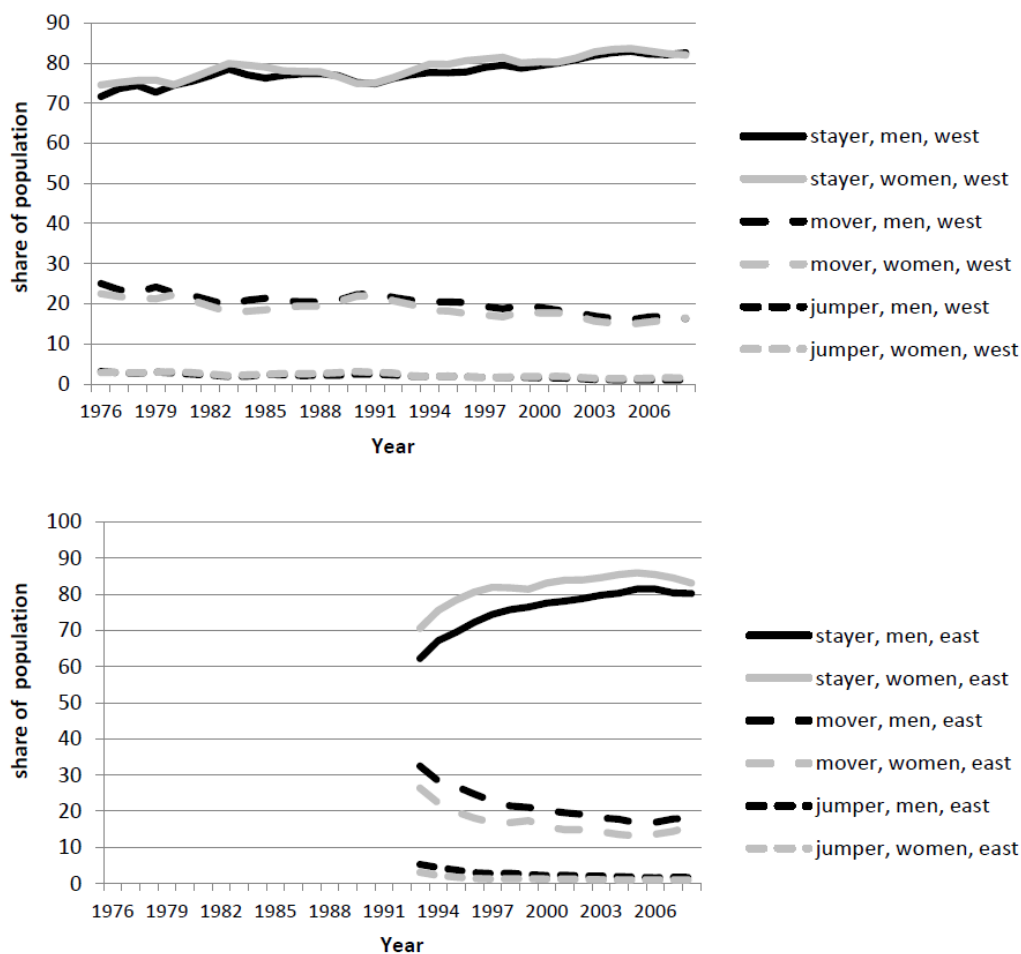 90
80
70
60
50
40
30
20
10
0
share of population
1976 1979 1982 1985 1988 1991 1994 1997 2000 2003 2006
Year
stayer, men, west
stayer, women, west
mover, men, west
mover, women, west
jumper, men, west
jumper, women, west
100
90
80
70
60
50
40
30
20
10
0
share of population
1976 1979 1982 1985 1988 1991 1994 1997 2000 2003 2006
Year
stayer, men, east
stayer, women, east
mover, men, east
mover, women, east
jumper, men, east
jumper, women, east